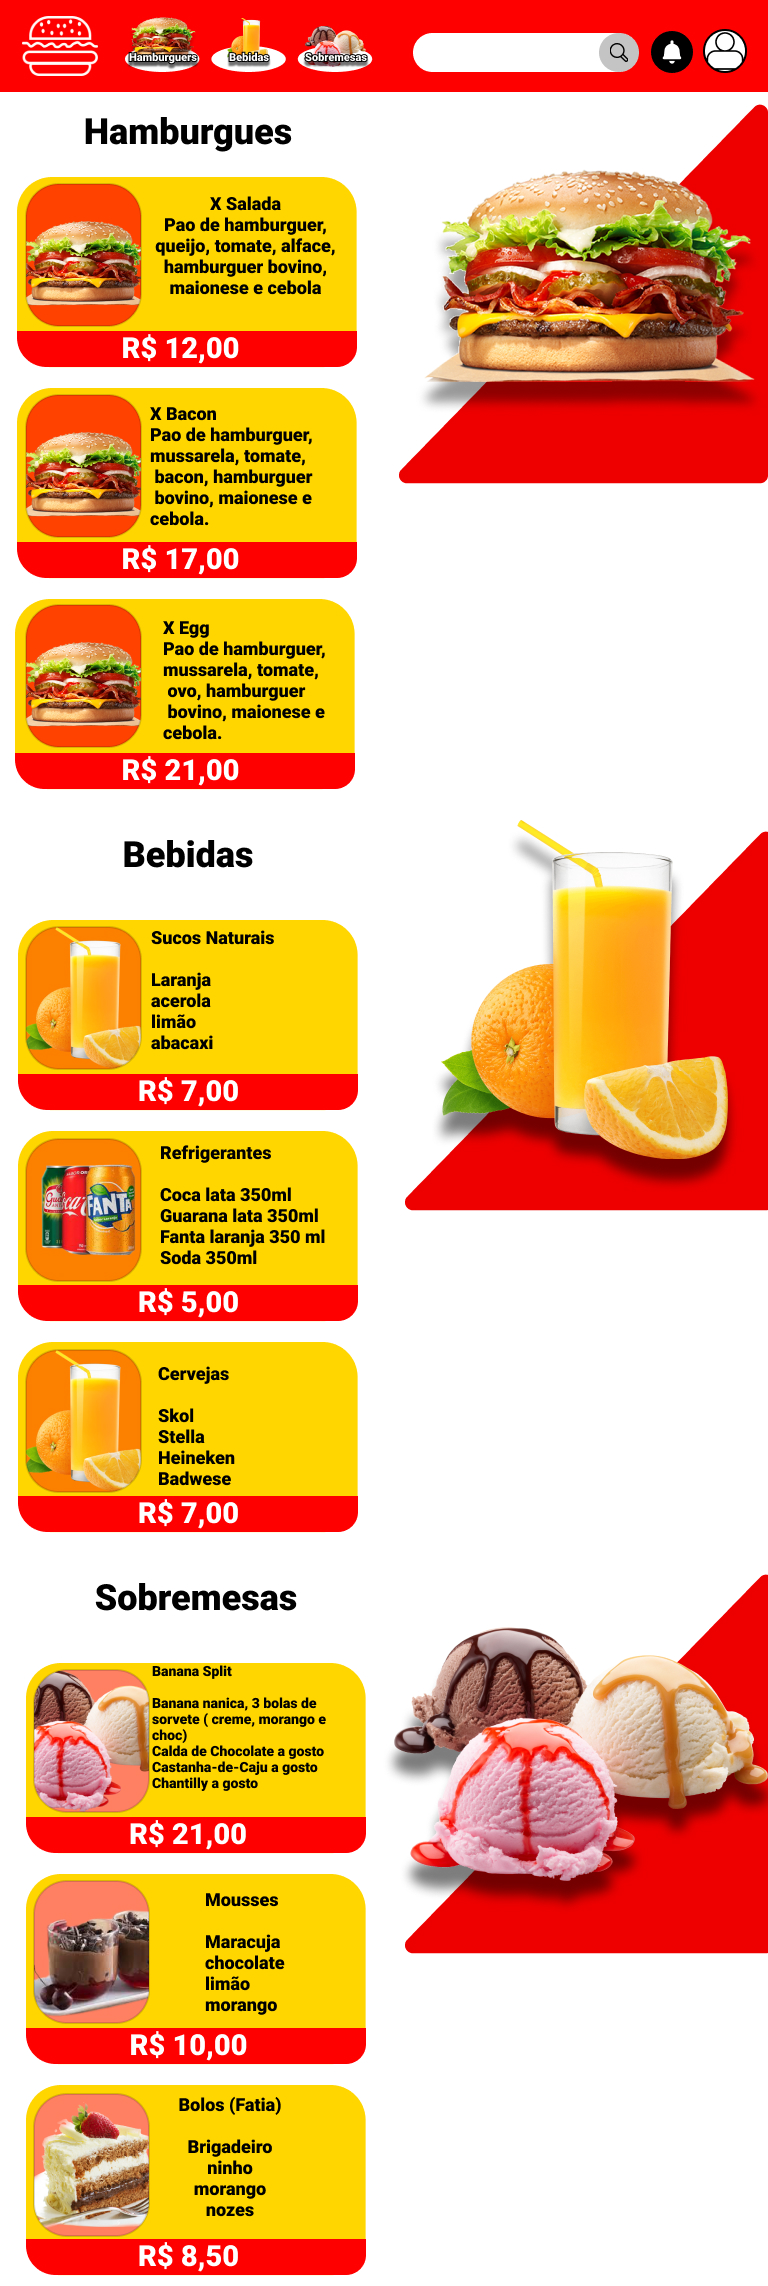 Hamburguers
Bebidas
Sobremesas
Hamburgues
X Salada
Pao de hamburguer,
queijo, tomate, alface,
hamburguer bovino,
maionese e cebola
R$ 12,00
X Bacon
Pao de hamburguer,
mussarela, tomate,
bacon, hamburguer
bovino, maionese e
cebola.
R$ 17,00
X Egg
Pao de hamburguer,
mussarela, tomate,
ovo, hamburguer
bovino, maionese e
cebola.
R$ 21,00
Bebidas
Sucos Naturais
Laranja
acerola
limão
abacaxi
R$ 7,00
Refrigerantes
Coca lata 350ml
Guarana lata 350ml
Fanta laranja 350 ml
Soda 350ml
FANTA
R$ 5,00
Cervejas
Skol
Stella
Heineken
Badwese
R$ 7,00
Sobremesas
Banana Split
Banana nanica, 3 bolas de
sorvete ( creme, morango e
choc)
Calda de Chocolate a gosto
Castanha-de-Caju a gosto
Chantilly a gosto
R$ 21,00
Mousses
Maracuja
chocolate
limão
morango
R$ 10,00
Bolos (Fatia)
Brigadeiro
ninho
morango
nozes
R$ 8,50